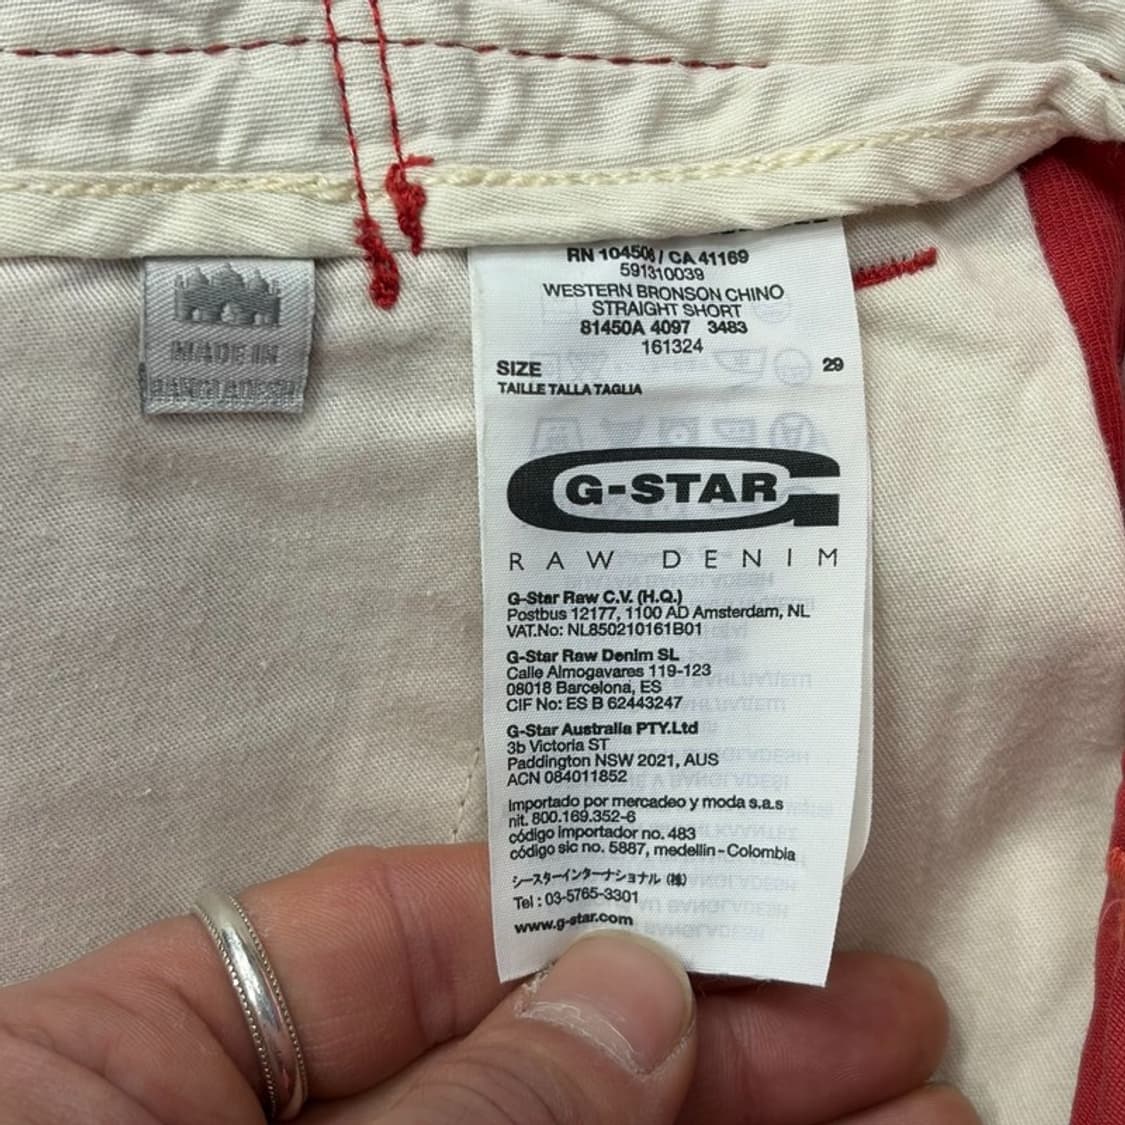 MADE IN
BANGLADESH
RN 104506 / CA 41169
591310039
WESTERN BRONSON CHINO
STRAIGHT SHORT
81450A 4097 3483
161324
SIZE 29
TAILLE TALLA TAGLIA
G-STAR
RAW DENIM
G-Star Raw C.V. (H.Q.)
Postbus 12177, 1100 AD Amsterdam, NL
VAT.No: NL850210161B01
G-Star Raw Denim SL
Calle Almogavares 119-123
08018 Barcelona, ES
CIF No: ES B 62443247
G-Star Australia PTY.Ltd
3b Victoria ST
Paddington NSW 2021, AUS
ACN 084011852
Importado por mercadeo y moda s.a.s
nit. 800.169.352-6
código importador no. 483
código sic no. 5887, medellin-Colombia
シースターインターナショナル (株)
Tel : 03-5765-3301
www.g-star.com